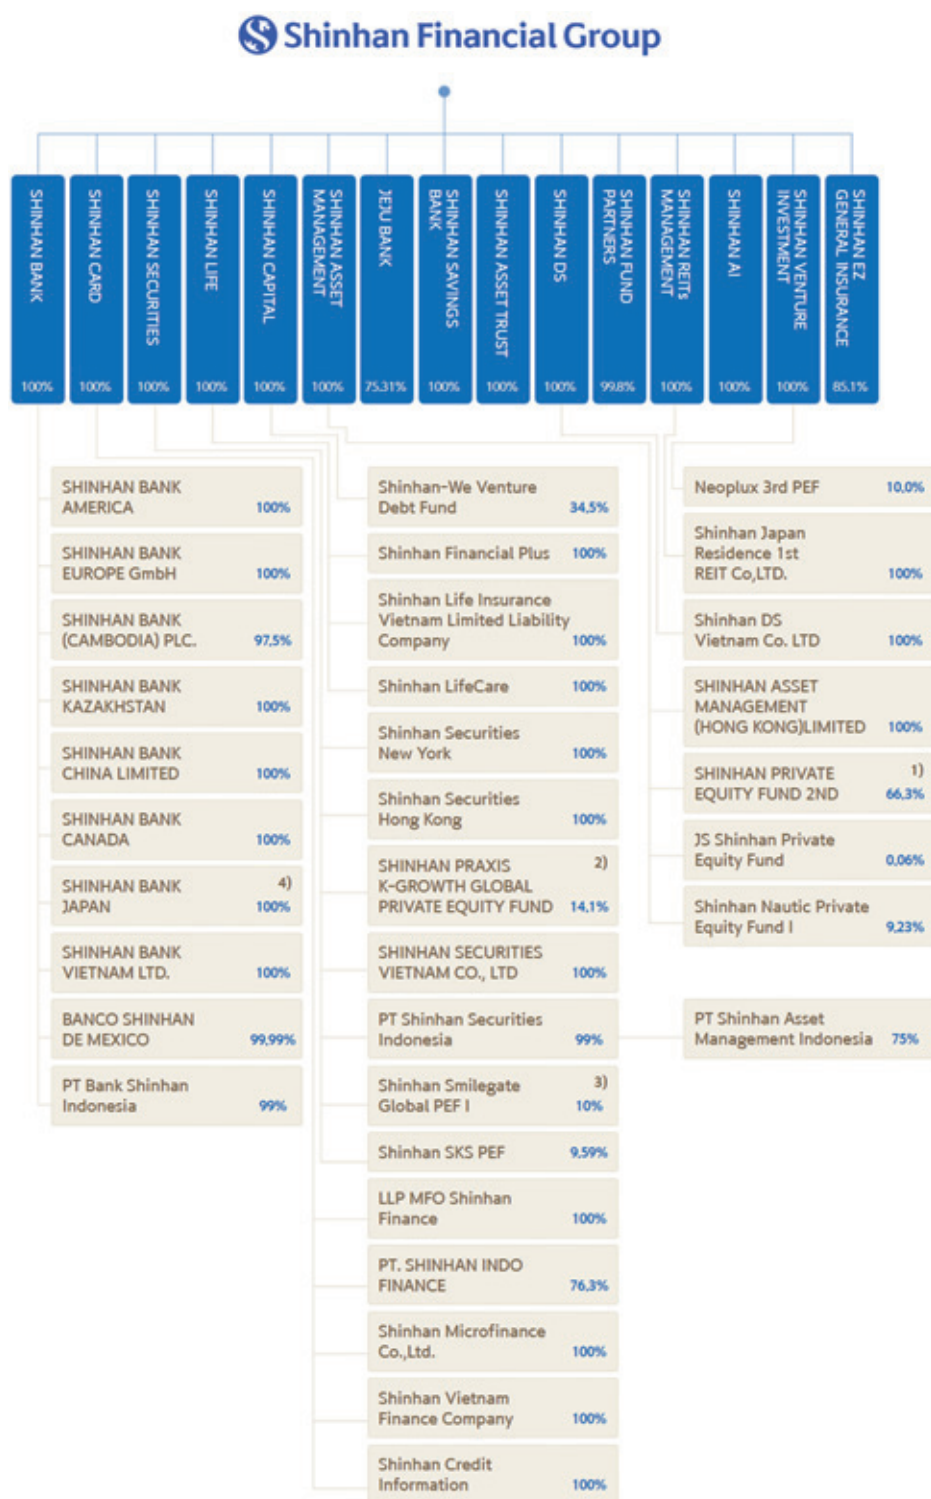 Shinhan Financial Group
SHINHAN BANK
100%
SHINHAN CARD
100%
SHINHAN SECURITIES
100%
SHINHAN LIFE
100%
SHINHAN CAPITAL
100%
SHINHAN ASSET
MANAGEMENT
100%
JEJU BANK
75.31%
SHINHAN SAVINGS
BANK
100%
SHINHAN ASSET TRUST
100%
SHINHAN DS
100%
SHINHAN FUND
PARTNERS
99.8%
SHINHAN REITs
MANAGEMENT
100%
SHINHAN AI
100%
SHINHAN VENTURE
INVESTMENT
100%
SHINHAN EZ
GENERAL INSURANCE
85.1%
SHINHAN BANK
AMERICA 100%
SHINHAN BANK
EUROPE GmbH 100%
SHINHAN BANK
(CAMBODIA) PLC. 97.5%
SHINHAN BANK
KAZAKHSTAN 100%
SHINHAN BANK
CHINA LIMITED 100%
SHINHAN BANK
CANADA 100%
SHINHAN BANK 4)
JAPAN 100%
SHINHAN BANK
VIETNAM LTD. 100%
BANCO SHINHAN
DE MEXICO 99.99%
PT Bank Shinhan
Indonesia 99%
Shinhan-We Venture
Debt Fund 34.5%
Shinhan Financial Plus 100%
Shinhan Life Insurance
Vietnam Limited Liability
Company 100%
Shinhan LifeCare 100%
Shinhan Securities
New York 100%
Shinhan Securities
Hong Kong 100%
SHINHAN PRAXIS 2)
K-GROWTH GLOBAL
PRIVATE EQUITY FUND 14.1%
SHINHAN SECURITIES
VIETNAM CO., LTD 100%
PT Shinhan Securities
Indonesia 99%
Shinhan Smilegate 3)
Global PEF I 10%
Shinhan SKS PEF 9.59%
LLP MFO Shinhan
Finance 100%
PT. SHINHAN INDO
FINANCE 76.3%
Shinhan Microfinance
Co.,Ltd. 100%
Shinhan Vietnam
Finance Company 100%
Shinhan Credit
Information 100%
Neoplux 3rd PEF 10.0%
Shinhan Japan
Residence 1st
REIT Co,LTD. 100%
Shinhan DS
Vietnam Co. LTD 100%
SHINHAN ASSET
MANAGEMENT
(HONG KONG)LIMITED 100%
SHINHAN PRIVATE 1)
EQUITY FUND 2ND 66.3%
JS Shinhan Private
Equity Fund 0.06%
Shinhan Nautic Private
Equity Fund I 9.23%
PT Shinhan Asset
Management Indonesia 75%